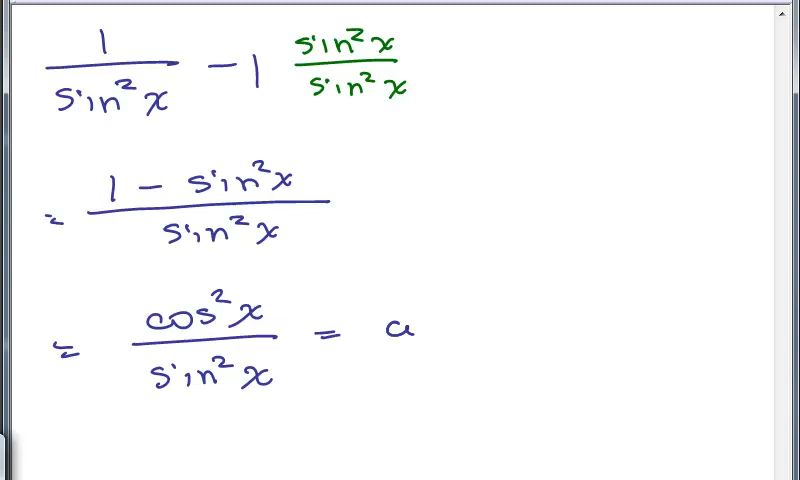 1/sin²x − 1 sin²x/sin²x
= (1 − sin²x)/sin²x
= cos²x/sin²x = c